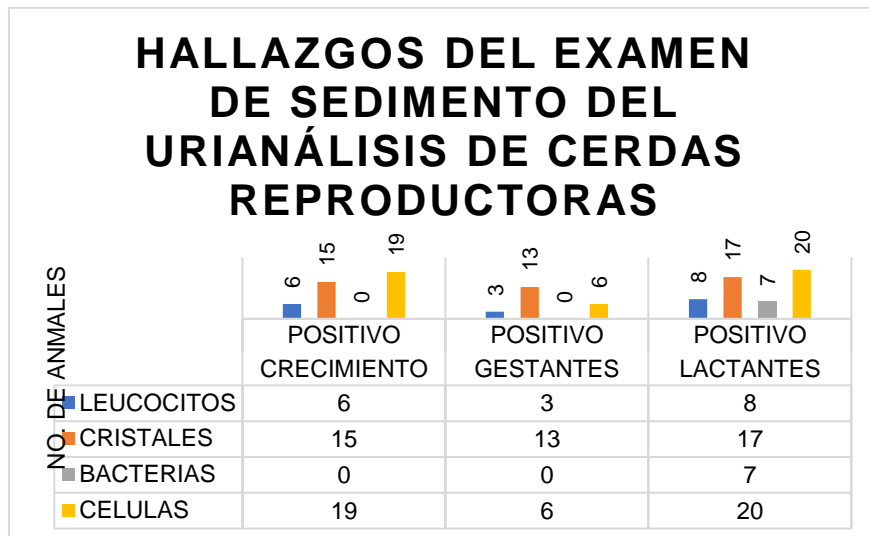 HALLAZGOS DEL EXAMEN
DE SEDIMENTO DEL
URIANÁLISIS DE CERDAS
REPRODUCTORAS
NO. DE ANMALES
6 15 0 19 3 13 0 6 8 17 7 20
POSITIVO POSITIVO POSITIVO
CRECIMIENTO GESTANTES LACTANTES
LEUCOCITOS 6 3 8
CRISTALES 15 13 17
BACTERIAS 0 0 7
CELULAS 19 6 20